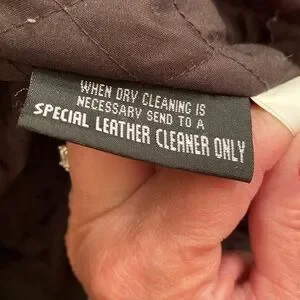 WHEN DRY CLEANING IS
NECESSARY SEND TO A
SPECIAL LEATHER CLEANER ONLY